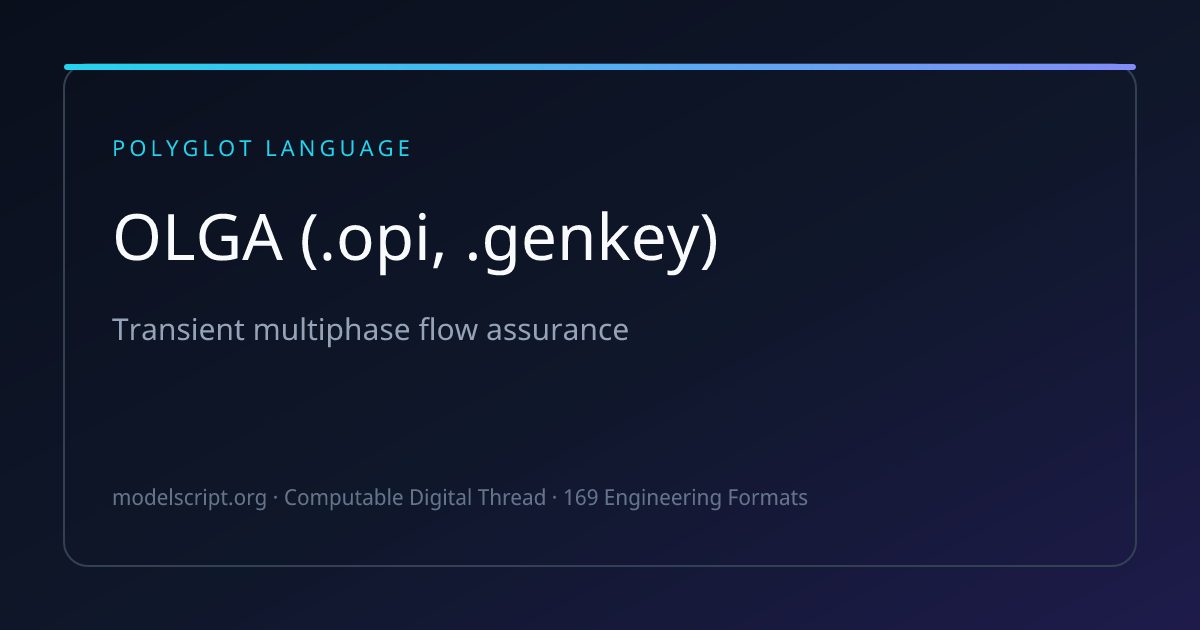 POLYGLOT LANGUAGE
OLGA (.opi, .genkey)
Transient multiphase flow assurance
modelscript.org · Computable Digital Thread · 169 Engineering Formats